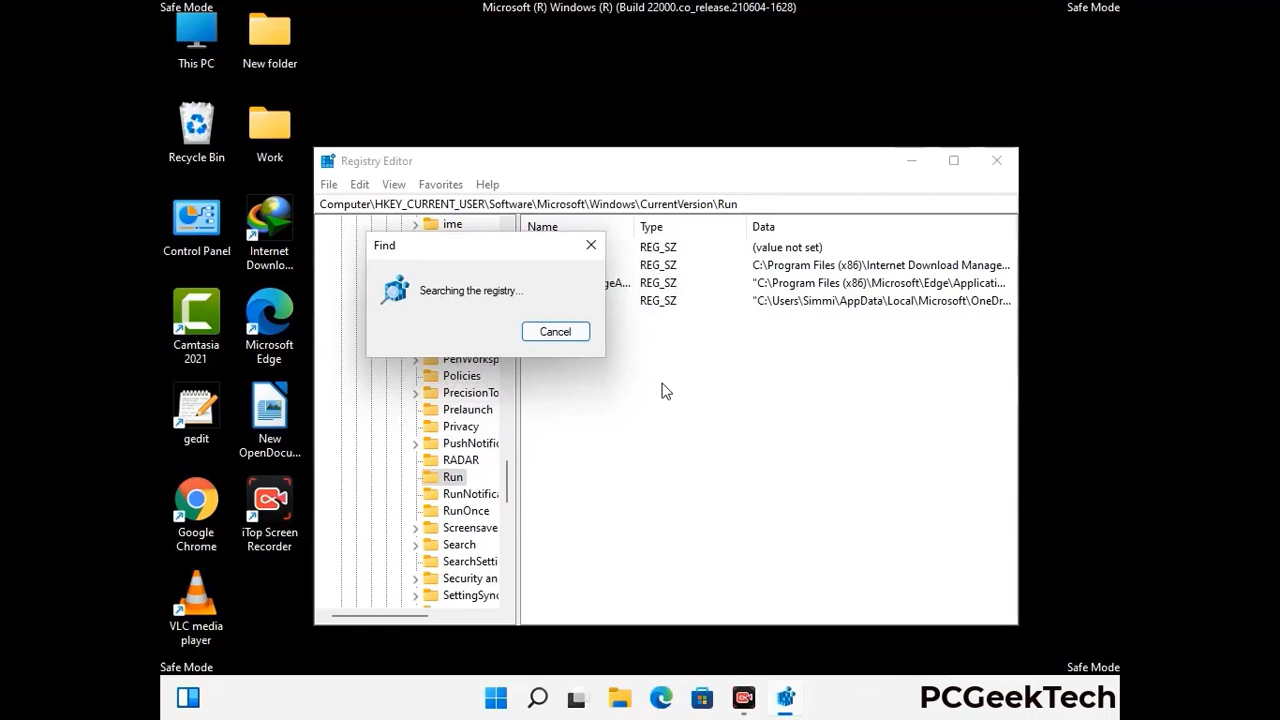 Safe Mode
Microsoft (R) Windows (R) (Build 22000.co_release.210604-1628)
Safe Mode
This PC
New folder
Recycle Bin
Work
Control Panel
Internet
Downlo...
Camtasia
2021
Microsoft
Edge
gedit
New
OpenDocu...
Google
Chrome
iTop Screen
Recorder
VLC media
player
Registry Editor
File Edit View Favorites Help
Computer\HKEY_CURRENT_USER\Software\Microsoft\Windows\CurrentVersion\Run
ime
PenWorksp
Policies
PrecisionTo
Prelaunch
Privacy
PushNotific
RADAR
Run
RunNotifica
RunOnce
Screensave
Search
SearchSetti
Security an
SettingSync
Name Type Data
REG_SZ (value not set)
REG_SZ C:\Program Files (x86)\Internet Download Manage...
geA... REG_SZ "C:\Program Files (x86)\Microsoft\Edge\Applicati...
REG_SZ "C:\Users\Simmi\AppData\Local\Microsoft\OneDr...
Find
Searching the registry...
Cancel
Safe Mode
Safe Mode
PCGeekTech